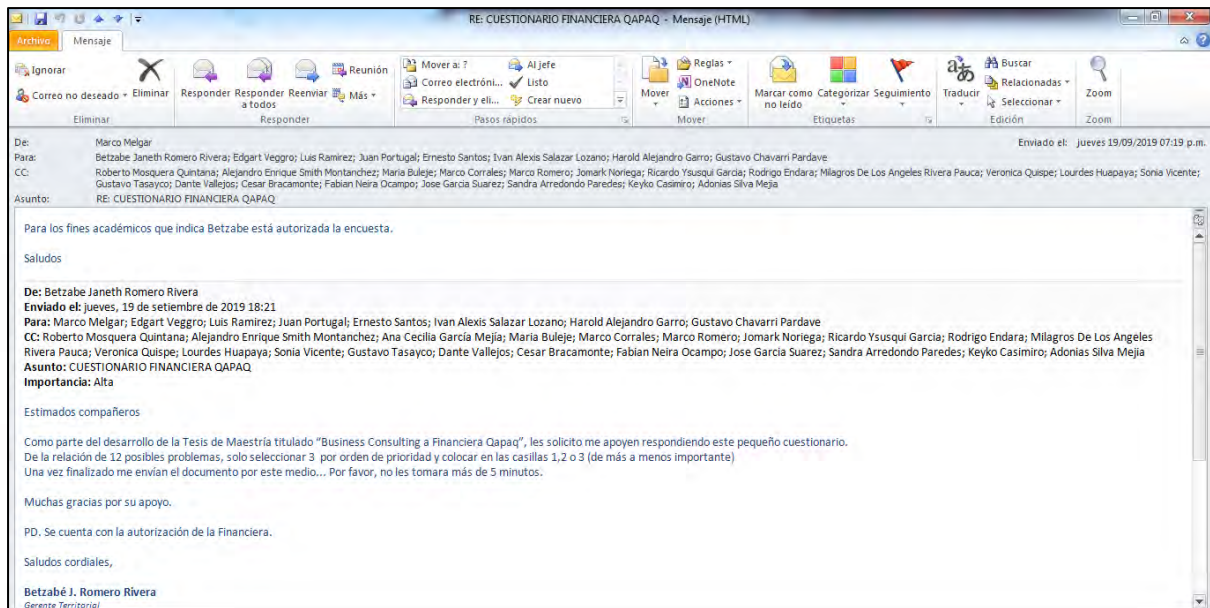 RE: CUESTIONARIO FINANCIERA QAPAQ - Mensaje (HTML)
Archivo Mensaje
Ignorar
Correo no deseado
Eliminar
Responder
Responder a todos
Reenviar
Reunión
Más
Mover a: ?
Correo electróni...
Responder y eli...
Al jefe
Listo
Crear nuevo
Mover
Reglas
OneNote
Acciones
Marcar como no leído
Categorizar
Seguimiento
Traducir
Buscar
Relacionadas
Seleccionar
Zoom
Eliminar Responder Pasos rápidos Mover Etiquetas Edición Zoom
De: Marco Melgar Enviado el: jueves 19/09/2019 07:19 p.m.
Para: Betzabe Janeth Romero Rivera; Edgart Veggro; Luis Ramirez; Juan Portugal; Ernesto Santos; Ivan Alexis Salazar Lozano; Harold Alejandro Garro; Gustavo Chavarri Pardave
CC: Roberto Mosquera Quintana; Alejandro Enrique Smith Montanchez; Maria Buleje; Marco Corrales; Marco Romero; Jomark Noriega; Ricardo Ysusqui Garcia; Rodrigo Endara; Milagros De Los Angeles Rivera Pauca; Veronica Quispe; Lourdes Huapaya; Sonia Vicente;
Gustavo Tasayco; Dante Vallejos; Cesar Bracamonte; Fabian Neira Ocampo; Jose Garcia Suarez; Sandra Arredondo Paredes; Keyko Casimiro; Adonias Silva Mejia
Asunto: RE: CUESTIONARIO FINANCIERA QAPAQ
Para los fines académicos que indica Betzabe está autorizada la encuesta.
Saludos
De: Betzabe Janeth Romero Rivera
Enviado el: jueves, 19 de setiembre de 2019 18:21
Para: Marco Melgar; Edgart Veggro; Luis Ramirez; Juan Portugal; Ernesto Santos; Ivan Alexis Salazar Lozano; Harold Alejandro Garro; Gustavo Chavarri Pardave
CC: Roberto Mosquera Quintana; Alejandro Enrique Smith Montanchez; Ana Cecilia García Mejía; Maria Buleje; Marco Corrales; Marco Romero; Jomark Noriega; Ricardo Ysusqui Garcia; Rodrigo Endara; Milagros De Los Angeles
Rivera Pauca; Veronica Quispe; Lourdes Huapaya; Sonia Vicente; Gustavo Tasayco; Dante Vallejos; Cesar Bracamonte; Fabian Neira Ocampo; Jose Garcia Suarez; Sandra Arredondo Paredes; Keyko Casimiro; Adonias Silva Mejia
Asunto: CUESTIONARIO FINANCIERA QAPAQ
Importancia: Alta
Estimados compañeros
Como parte del desarrollo de la Tesis de Maestría titulado “Business Consulting a Financiera Qapaq”, les solicito me apoyen respondiendo este pequeño cuestionario.
De la relación de 12 posibles problemas, solo seleccionar 3 por orden de prioridad y colocar en las casillas 1,2 o 3 (de más a menos importante)
Una vez finalizado me envían el documento por este medio... Por favor, no les tomara más de 5 minutos.
Muchas gracias por su apoyo.
PD. Se cuenta con la autorización de la Financiera.
Saludos cordiales,
Betzabé J. Romero Rivera
Gerente Territorial